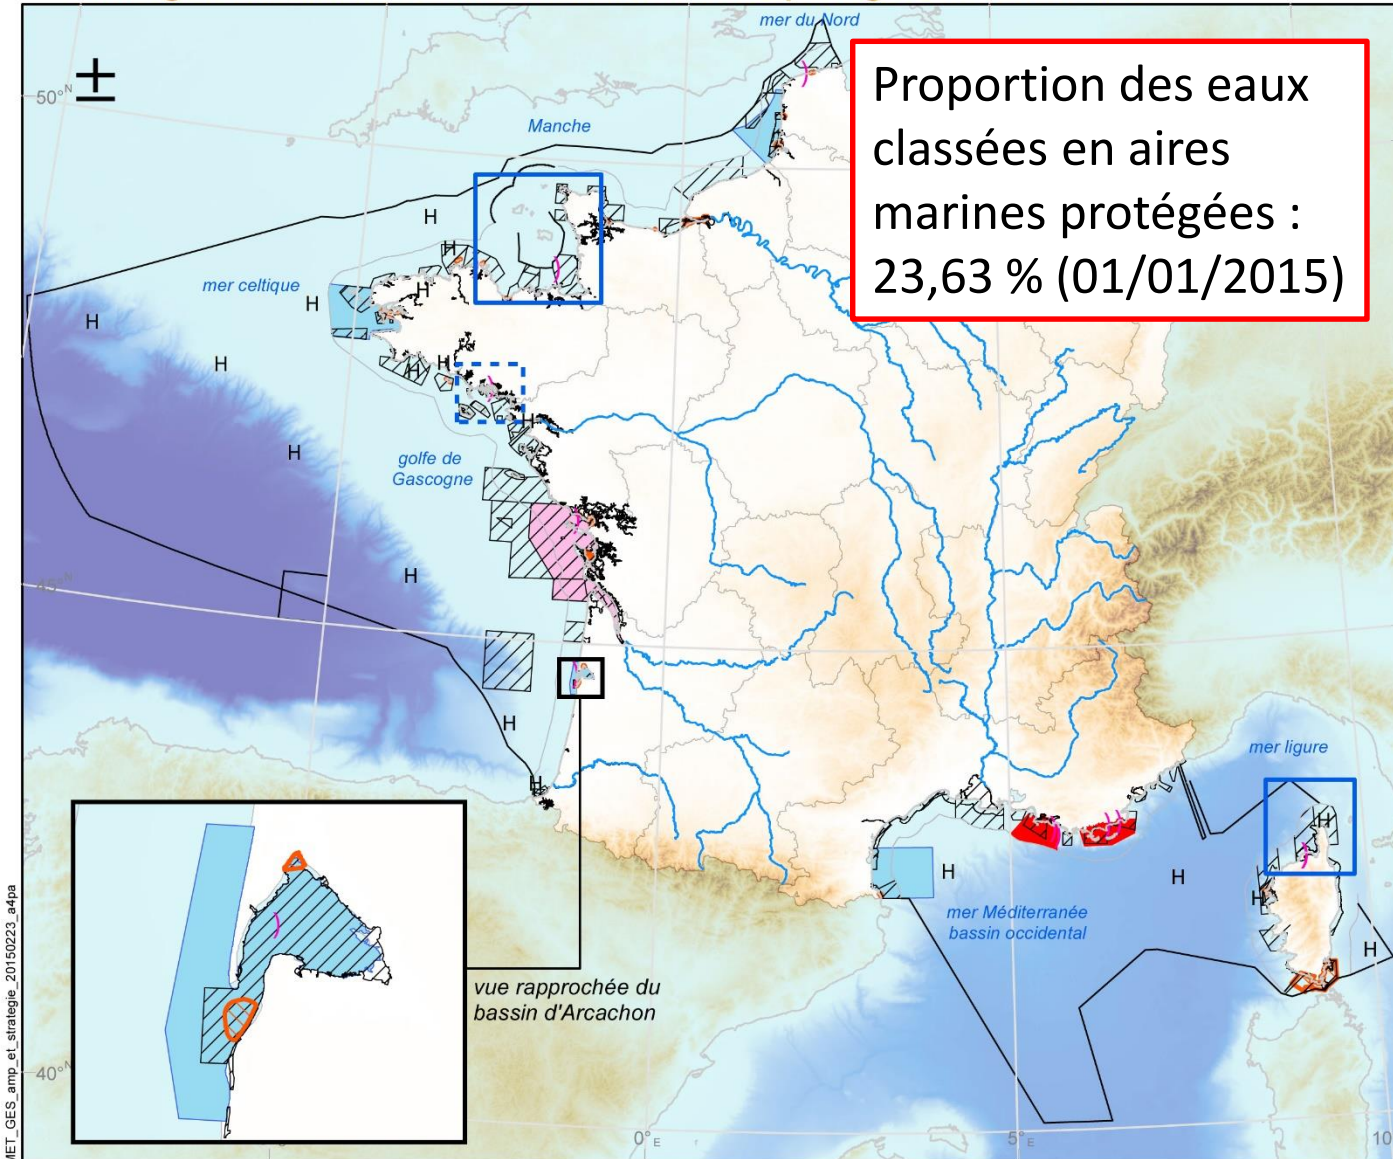 mer du Nord
Proportion des eaux
classées en aires
marines protégées :
23,63 % (01/01/2015)
50°N
Manche
H
H
mer celtique
H
H
H
H
H
H
H
H
golfe de
Gascogne
H
45°N
H
H
mer ligure
H
H
H
H
H
mer Méditerranée
bassin occidental
vue rapprochée du
bassin d'Arcachon
40°N
0° E
5° E
10
MET_GES_amp_et_strategie_20150223_a4pa